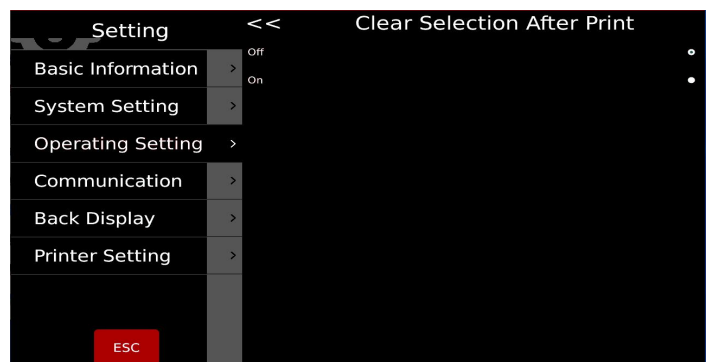 Setting
<< Clear Selection After Print
Off
On
Basic Information >
System Setting >
Operating Setting >
Communication >
Back Display >
Printer Setting >
ESC